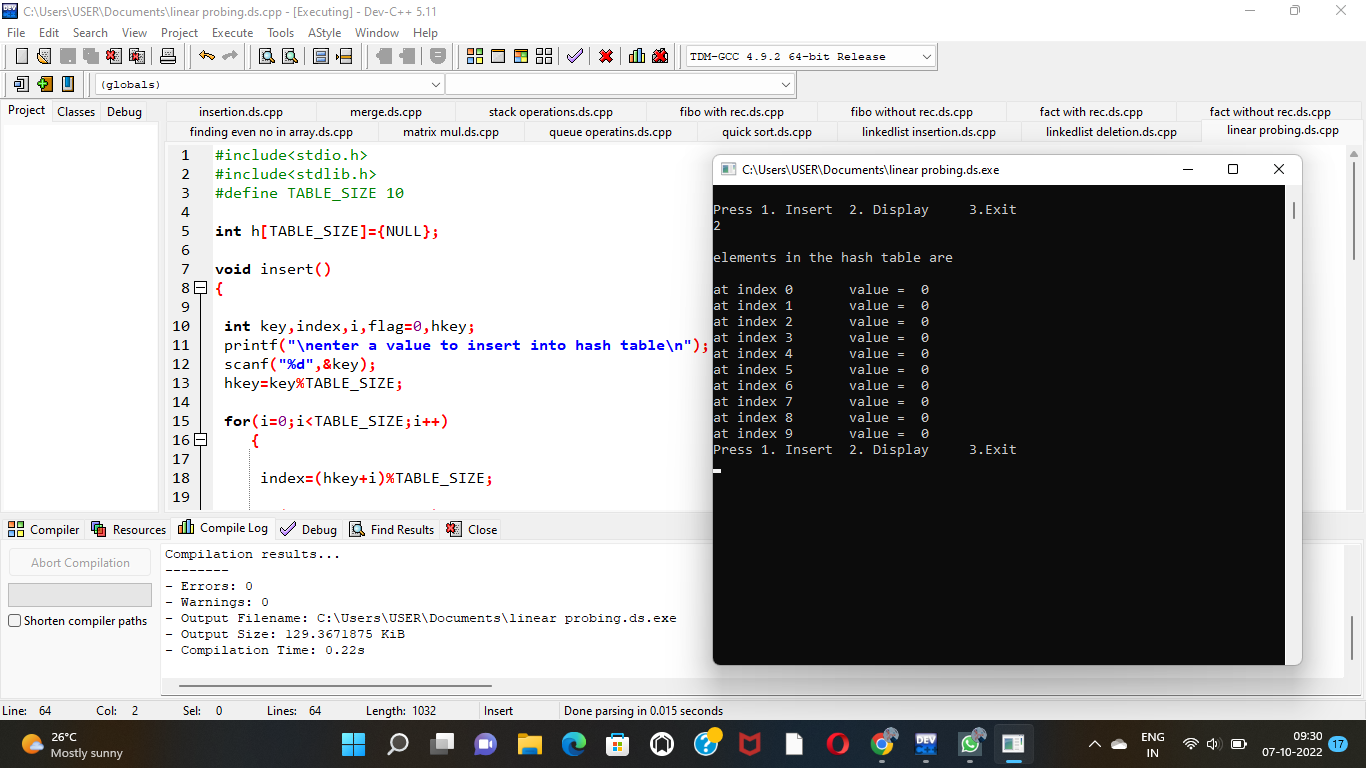 C:\Users\USER\Documents\linear probing.ds.cpp - [Executing] - Dev-C++ 5.11
File Edit Search View Project Execute Tools AStyle Window Help
TDM-GCC 4.9.2 64-bit Release
(globals)
Project Classes Debug
insertion.ds.cpp merge.ds.cpp stack operations.ds.cpp fibo with rec.ds.cpp fibo without rec.ds.cpp fact with rec.ds.cpp fact without rec.ds.cpp
finding even no in array.ds.cpp matrix mul.ds.cpp queue operatins.ds.cpp quick sort.ds.cpp linkedlist insertion.ds.cpp linkedlist deletion.ds.cpp linear probing.ds.cpp
1 #include<stdio.h>
2 #include<stdlib.h>
3 #define TABLE_SIZE 10
4
5 int h[TABLE_SIZE]={NULL};
6
7 void insert()
8 {
9
10 int key,index,i,flag=0,hkey;
11 printf("\nenter a value to insert into hash table\n");
12 scanf("%d",&key);
13 hkey=key%TABLE_SIZE;
14
15 for(i=0;i<TABLE_SIZE;i++)
16 {
17
18 index=(hkey+i)%TABLE_SIZE;
19
C:\Users\USER\Documents\linear probing.ds.exe
Press 1. Insert 2. Display 3.Exit
2
elements in the hash table are
at index 0 value = 0
at index 1 value = 0
at index 2 value = 0
at index 3 value = 0
at index 4 value = 0
at index 5 value = 0
at index 6 value = 0
at index 7 value = 0
at index 8 value = 0
at index 9 value = 0
Press 1. Insert 2. Display 3.Exit
Compiler Resources Compile Log Debug Find Results Close
Abort Compilation
Shorten compiler paths
Compilation results...
--------
- Errors: 0
- Warnings: 0
- Output Filename: C:\Users\USER\Documents\linear probing.ds.exe
- Output Size: 129.3671875 KiB
- Compilation Time: 0.22s
Line: 64 Col: 2 Sel: 0 Lines: 64 Length: 1032 Insert Done parsing in 0.015 seconds
26°C
Mostly sunny
DEV
ENG
IN
09:30
07-10-2022
17